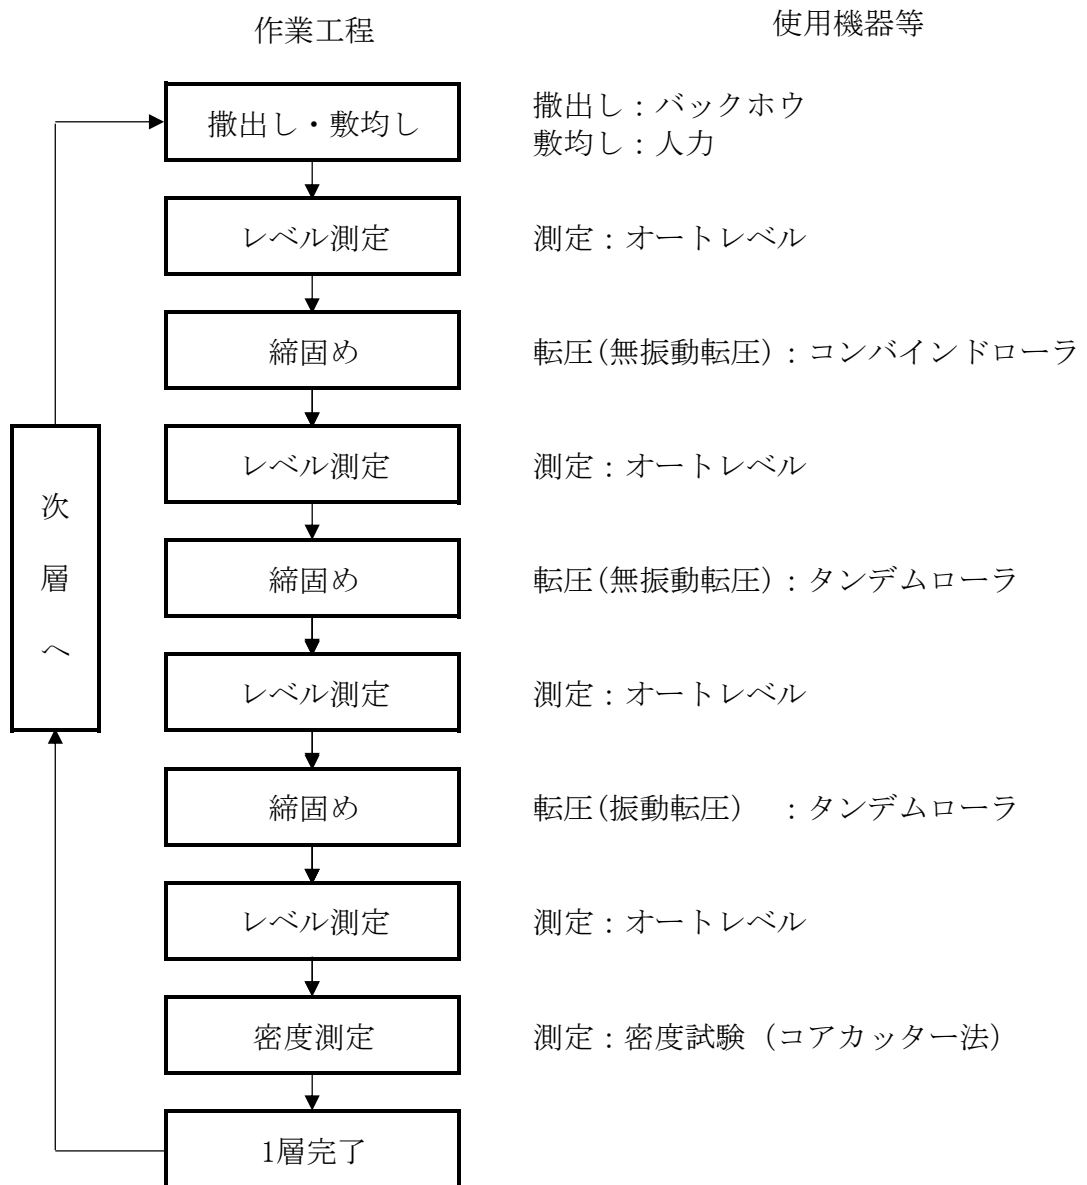 作業工程
使用機器等
撒出し・敷均し
撒出し：バックホウ
敷均し：人力
レベル測定
測定：オートレベル
締固め
転圧(無振動転圧)：コンバインドローラ
レベル測定
測定：オートレベル
締固め
転圧(無振動転圧)：タンデムローラ
レベル測定
測定：オートレベル
締固め
転圧(振動転圧)　：タンデムローラ
レベル測定
測定：オートレベル
密度測定
測定：密度試験（コアカッター法）
1層完了
次
層
へ